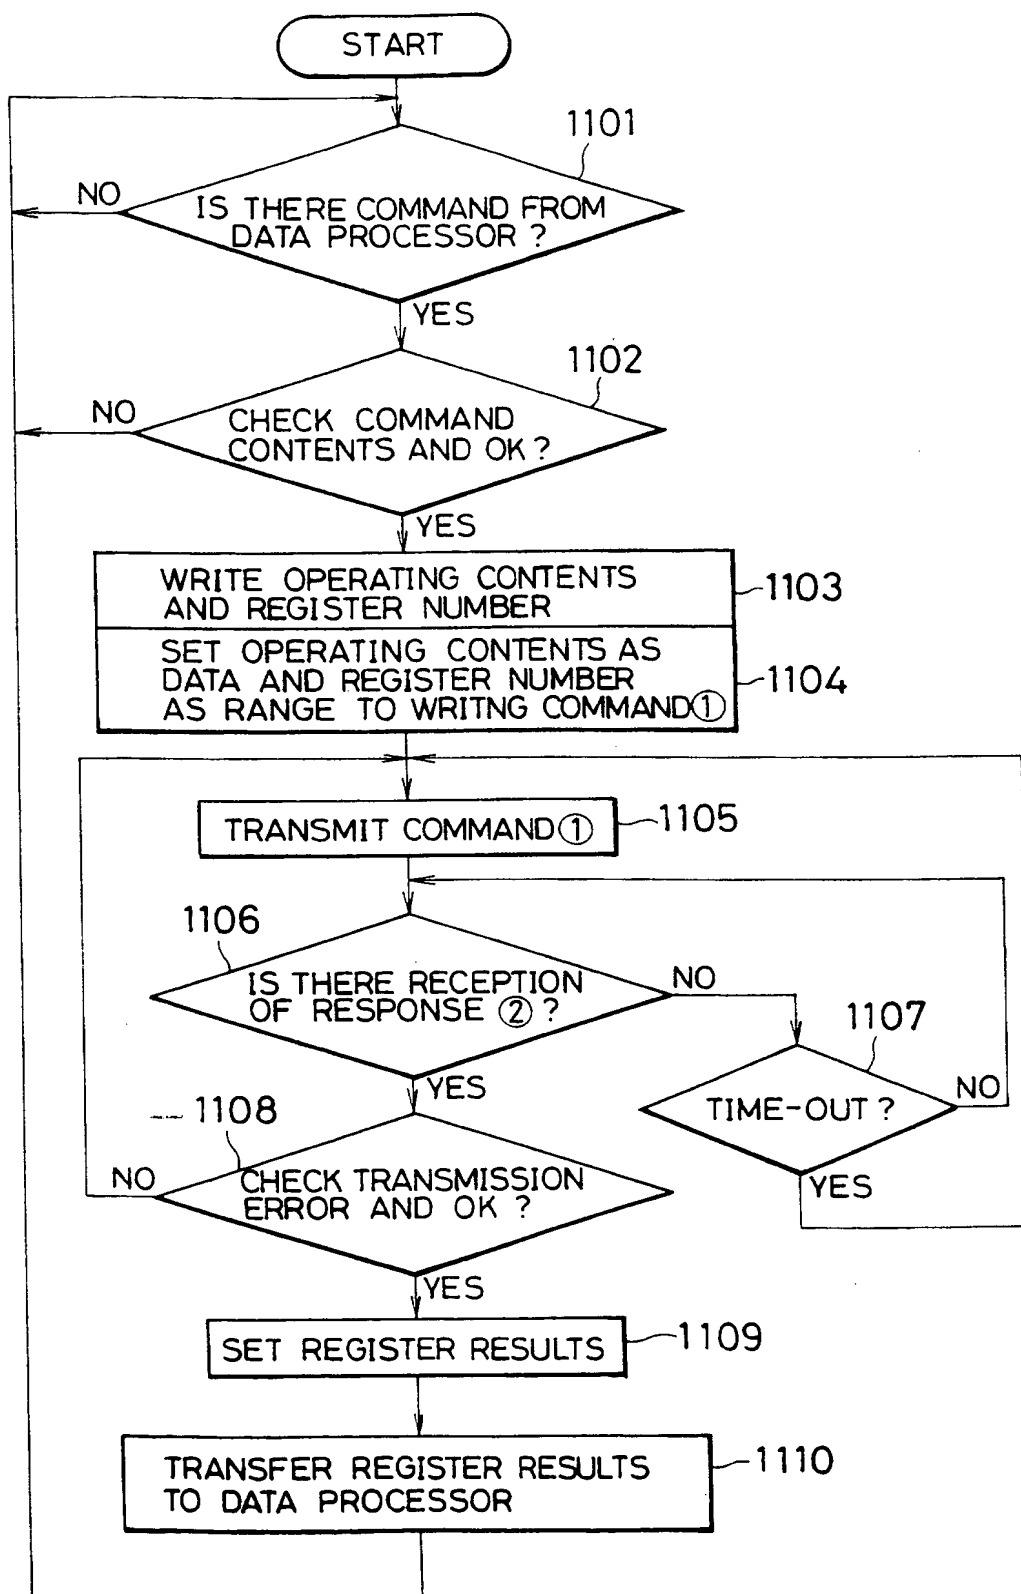 START
1101
NO
IS THERE COMMAND FROM
DATA PROCESSOR ?
YES
1102
NO
CHECK COMMAND
CONTENTS AND OK ?
YES
WRITE OPERATING CONTENTS
AND REGISTER NUMBER
1103
SET OPERATING CONTENTS AS
DATA AND REGISTER NUMBER
AS RANGE TO WRITNG COMMAND①
1104
TRANSMIT COMMAND①
1105
1106
IS THERE RECEPTION
OF RESPONSE ② ?
NO
YES
1107
TIME-OUT ?
NO
YES
1108
NO
CHECK TRANSMISSION
ERROR AND OK ?
YES
SET REGISTER RESULTS
1109
TRANSFER REGISTER RESULTS
TO DATA PROCESSOR
1110